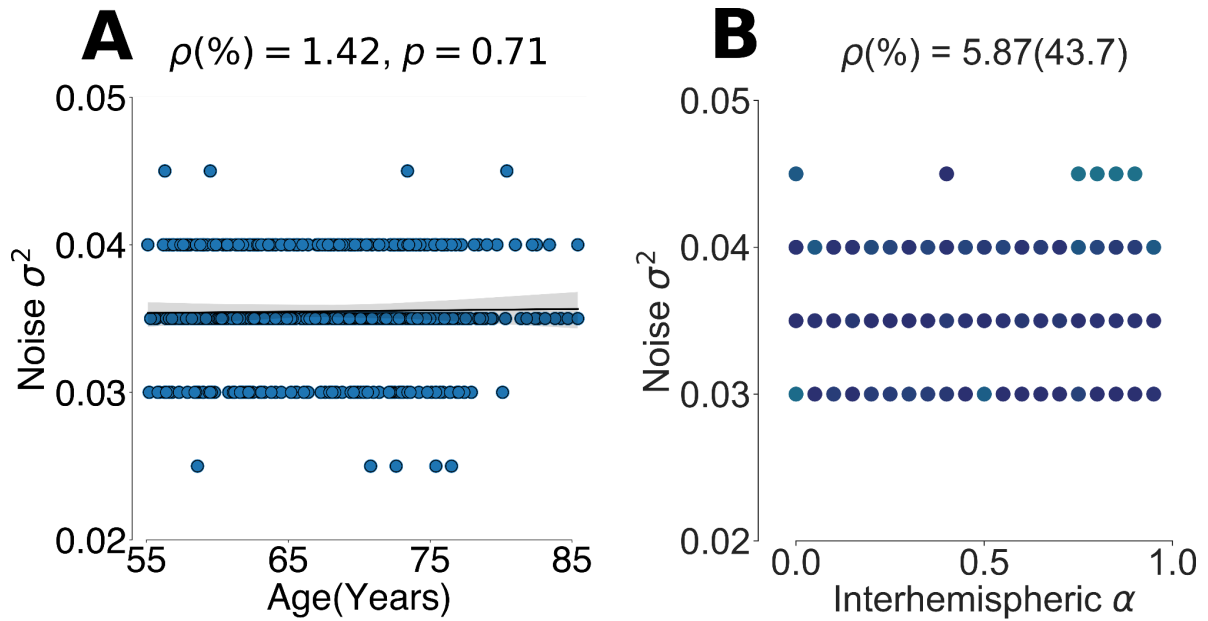 A
ρ(%) = 1.42, p = 0.71
0.05
0.04
0.03
0.02
Noise σ²
55
65
75
85
Age(Years)
B
ρ(%) = 5.87(43.7)
0.05
0.04
0.03
0.02
Noise σ²
0.0
0.5
1.0
Interhemispheric α